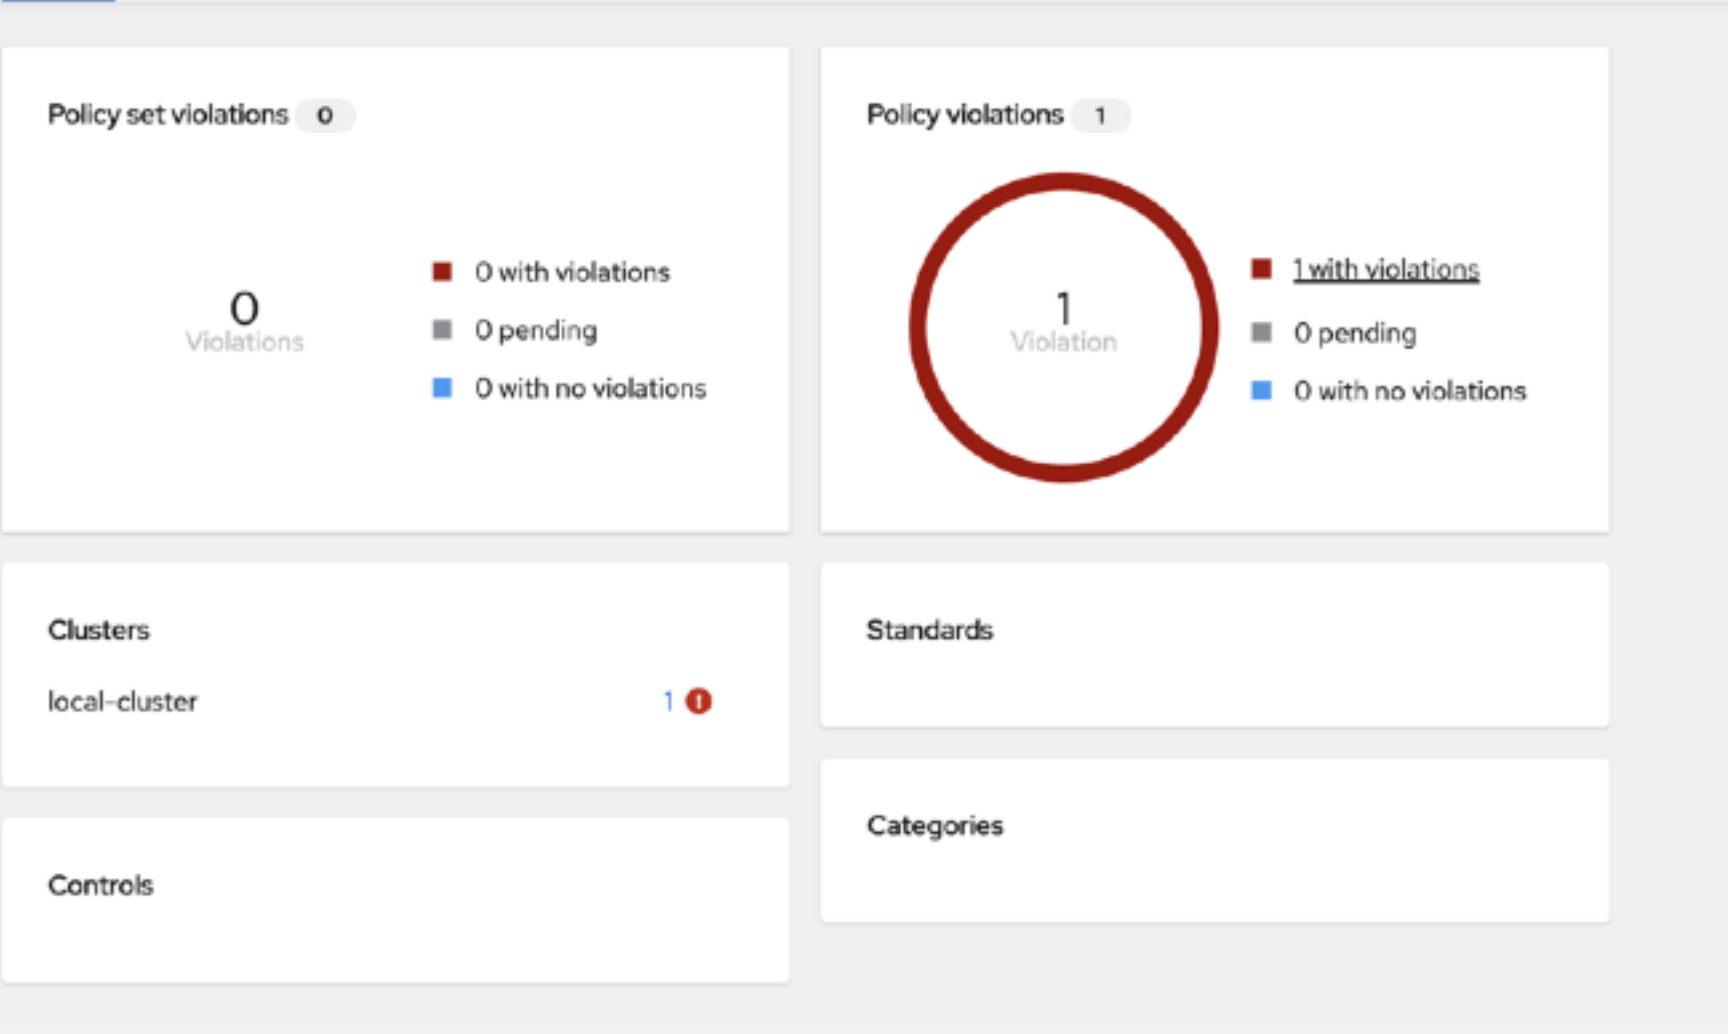 Policy set violations 0
0
Violations
0 with violations
0 pending
0 with no violations
Policy violations 1
1
Violation
1 with violations
0 pending
0 with no violations
Clusters
local-cluster 1
Controls
Standards
Categories